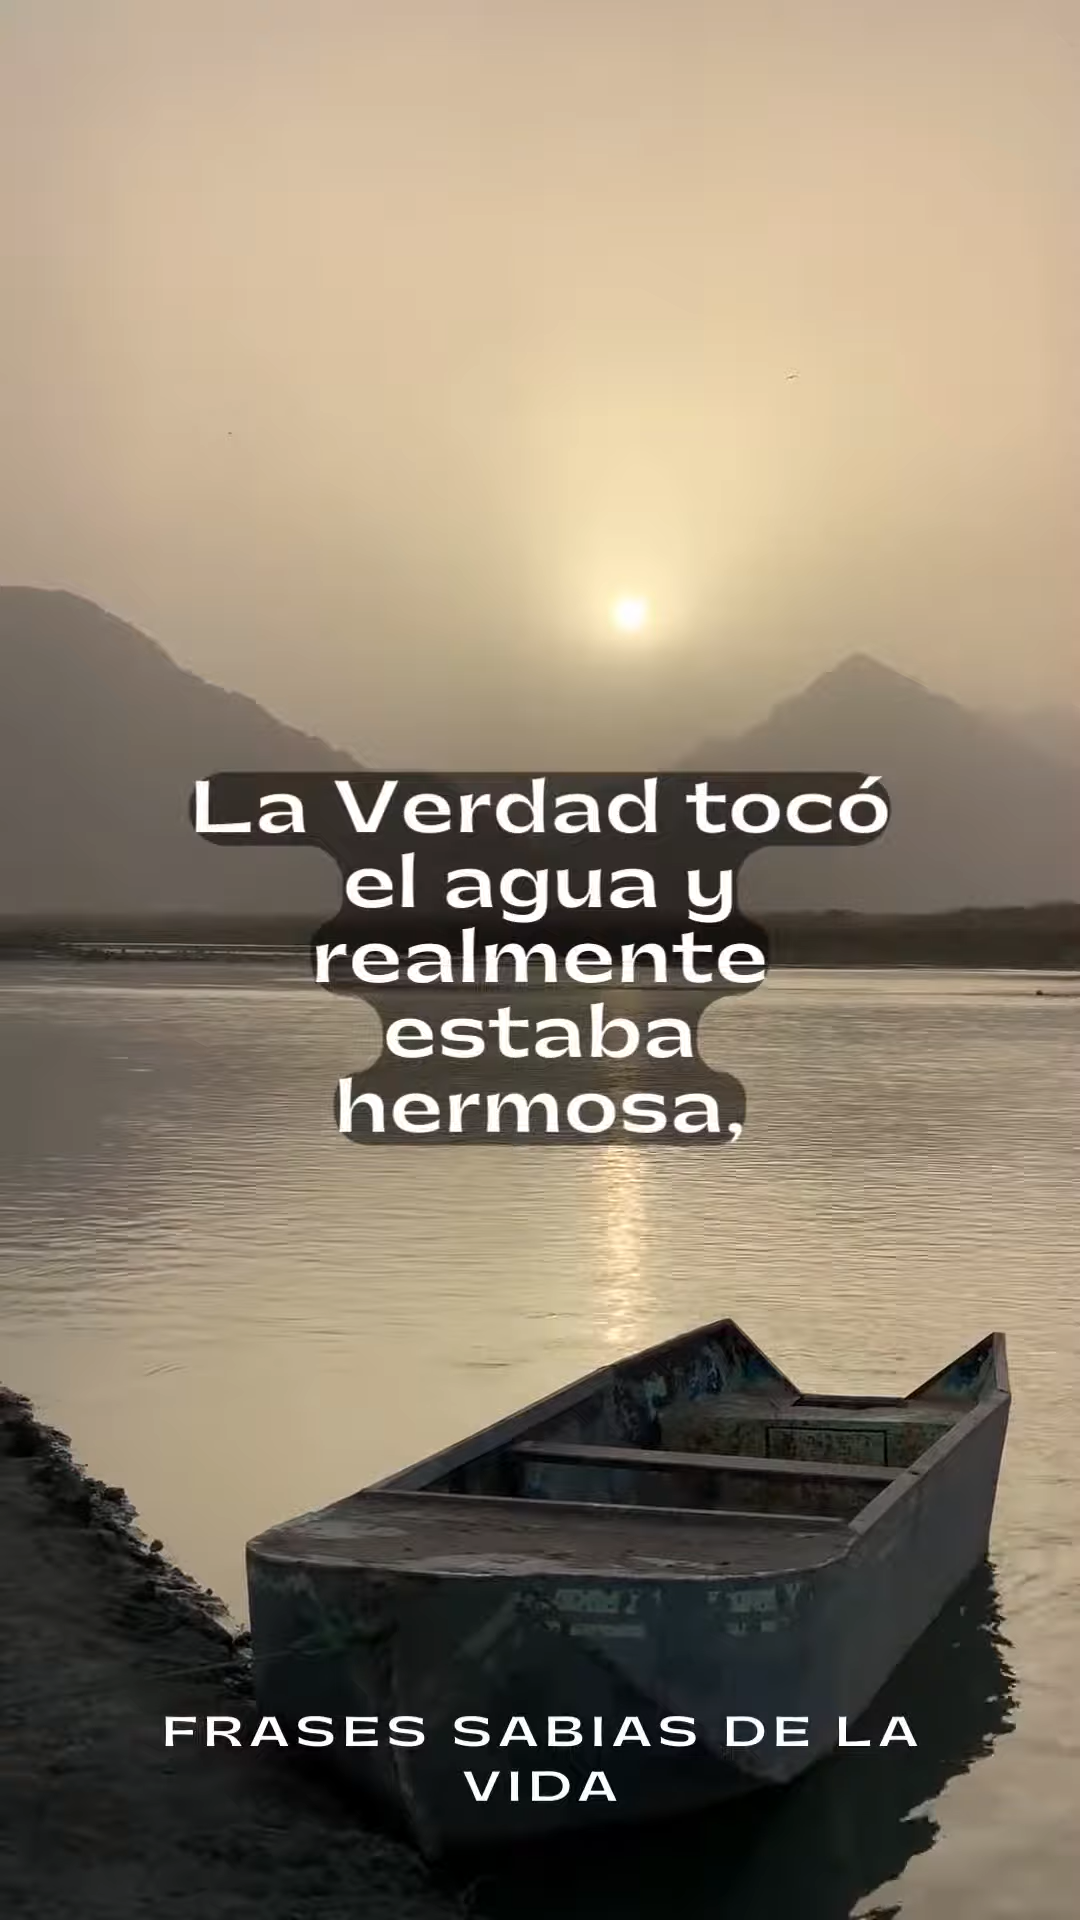 La Verdad tocó
el agua y
realmente
estaba
hermosa,
FRASES SABIAS DE LA
VIDA